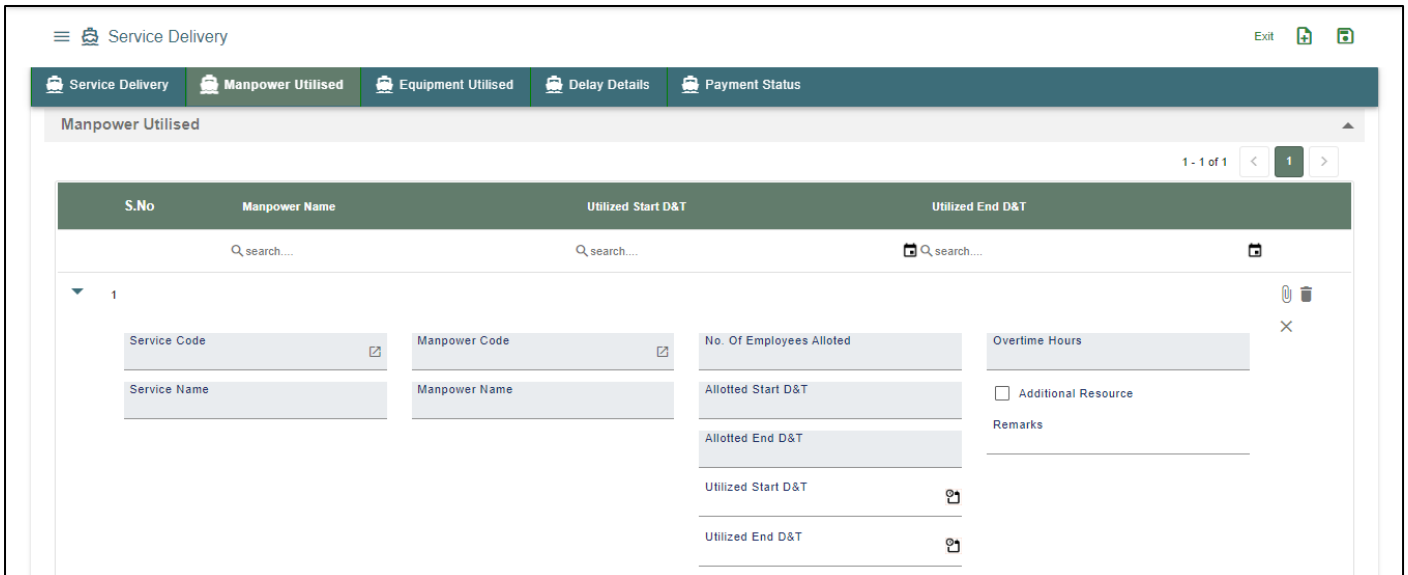 Service Delivery Exit
Service Delivery Manpower Utilised Equipment Utilised Delay Details Payment Status
Manpower Utilised
1 - 1 of 1 < 1 >
S.No Manpower Name Utilized Start D&T Utilized End D&T
search.... search.... search....
1
Service Code Manpower Code No. Of Employees Alloted Overtime Hours
Service Name Manpower Name Allotted Start D&T Additional Resource
Remarks
Allotted End D&T
Utilized Start D&T
Utilized End D&T